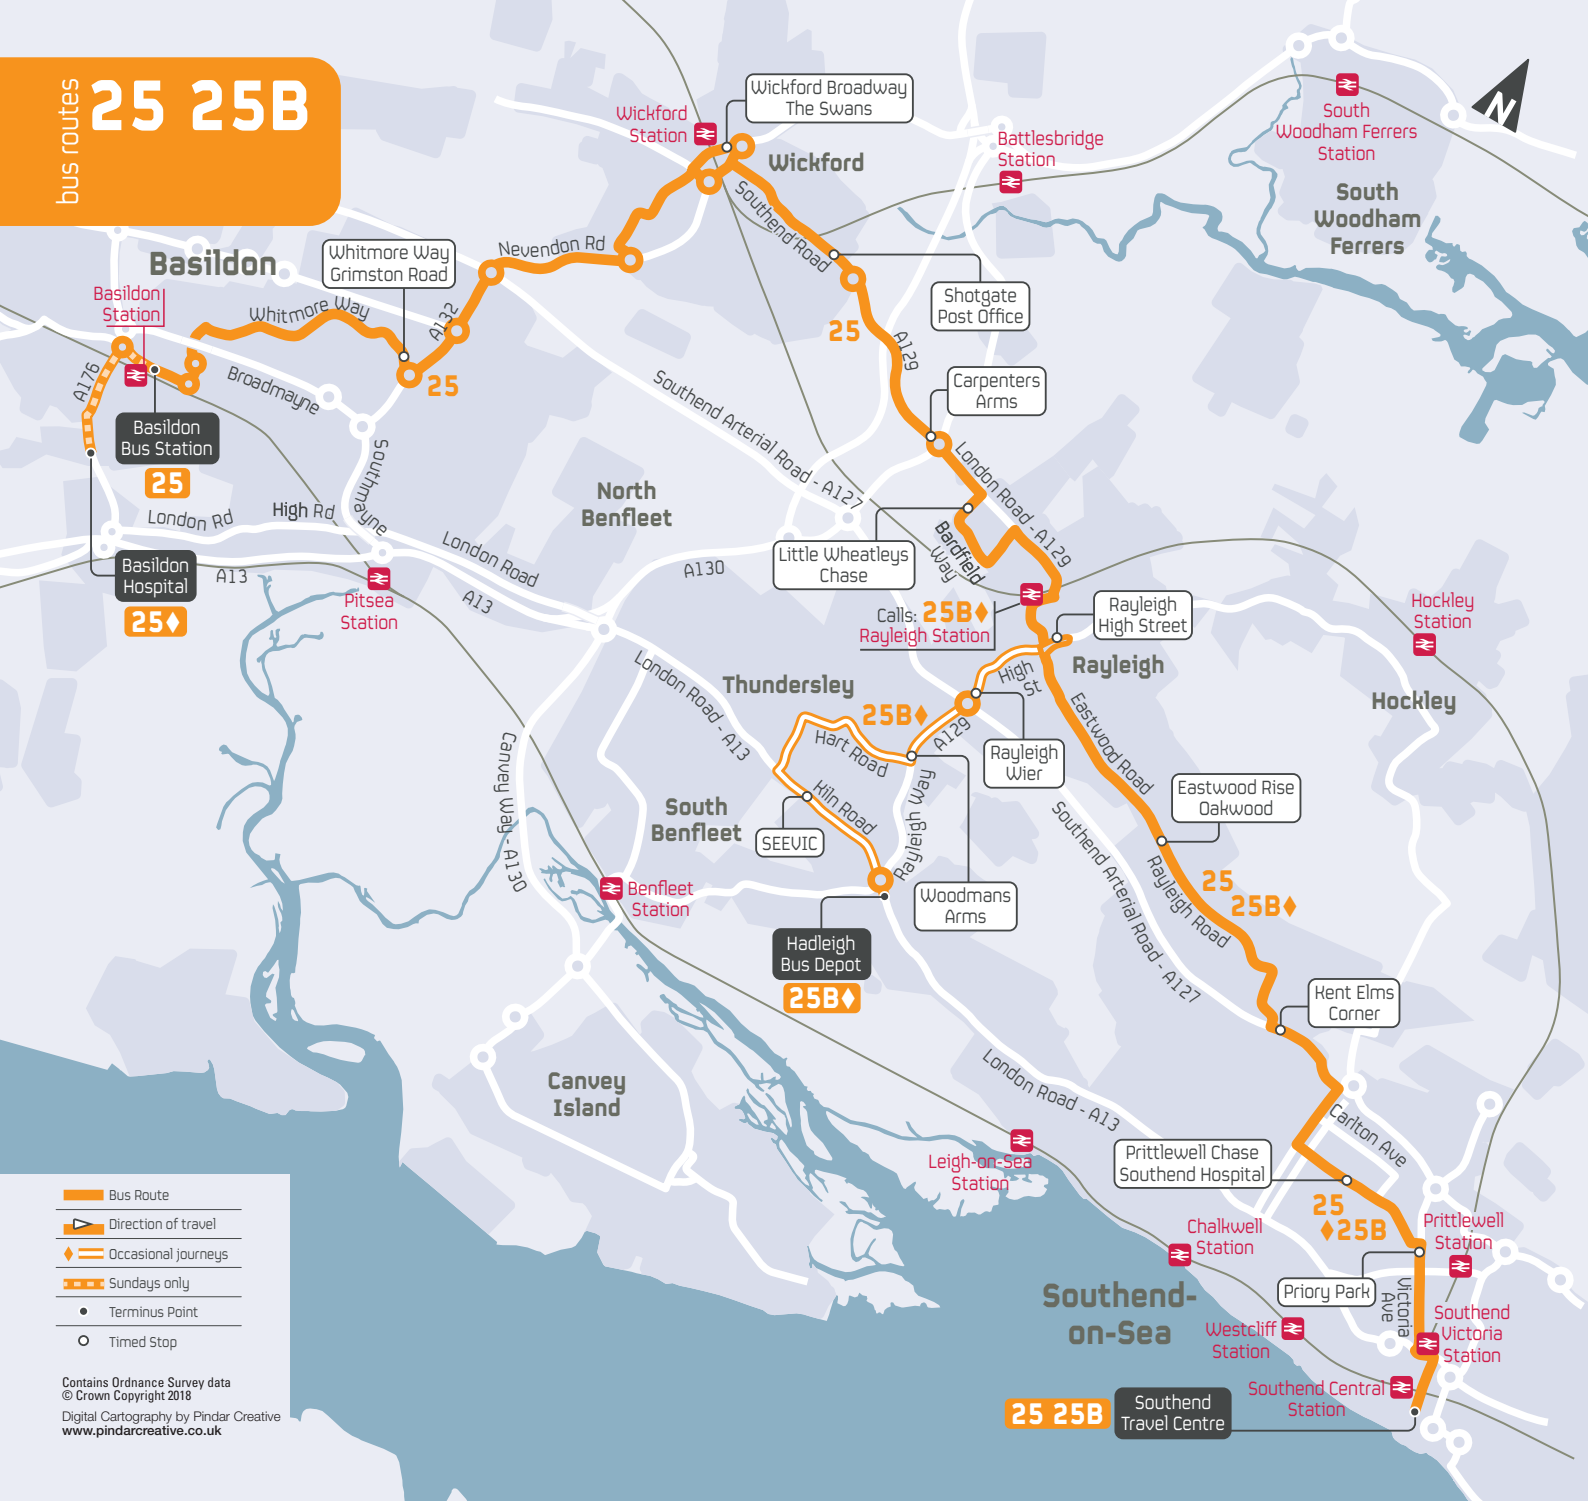 bus routes
25 25B
Wickford
Station
Wickford Broadway
The Swans
Wickford
Battlesbridge
Station
South
Woodham Ferrers
Station
South
Woodham
Ferrers
N
Basildon
Basildon
Station
Whitmore Way
Grimston Road
Nevendon Rd
Southend Road
Whitmore Way
A132
25
A176
Broadmayne
Basildon
Bus Station
25
Southmayne
London Rd
High Rd
Basildon
Hospital
25
A13
Pitsea
Station
London Road
A13
Shotgate
Post Office
25
A129
Carpenters
Arms
Southend Arterial Road - A127
London Road - A129
North
Benfleet
Little Wheatleys
Chase
Bardfield
Way
A130
Calls: 25B
Rayleigh Station
Rayleigh
High Street
Rayleigh
Hockley
Station
Hockley
London Road - A13
Thundersley
25B
High
St
A129
Hart Road
Rayleigh
Wier
Eastwood Road
Kiln Road
Rayleigh Way
South
Benfleet
SEEVIC
Woodmans
Arms
Canvey Way - A130
Benfleet
Station
Hadleigh
Bus Depot
25B
Eastwood Rise
Oakwood
Southend Arterial Road - A127
Rayleigh Road
25
25B
Kent Elms
Corner
Canvey
Island
London Road - A13
Carlton Ave
Leigh-on-Sea
Station
Prittlewell Chase
Southend Hospital
25
25B
Prittlewell
Station
Chalkwell
Station
Priory Park
Victoria
Ave
Southend-
on-Sea
Westcliff
Station
Southend
Victoria
Station
Southend Central
Station
25 25B
Southend
Travel Centre
Bus Route
Direction of travel
Occasional journeys
Sundays only
Terminus Point
Timed Stop
Contains Ordnance Survey data
© Crown Copyright 2018
Digital Cartography by Pindar Creative
www.pindarcreative.co.uk